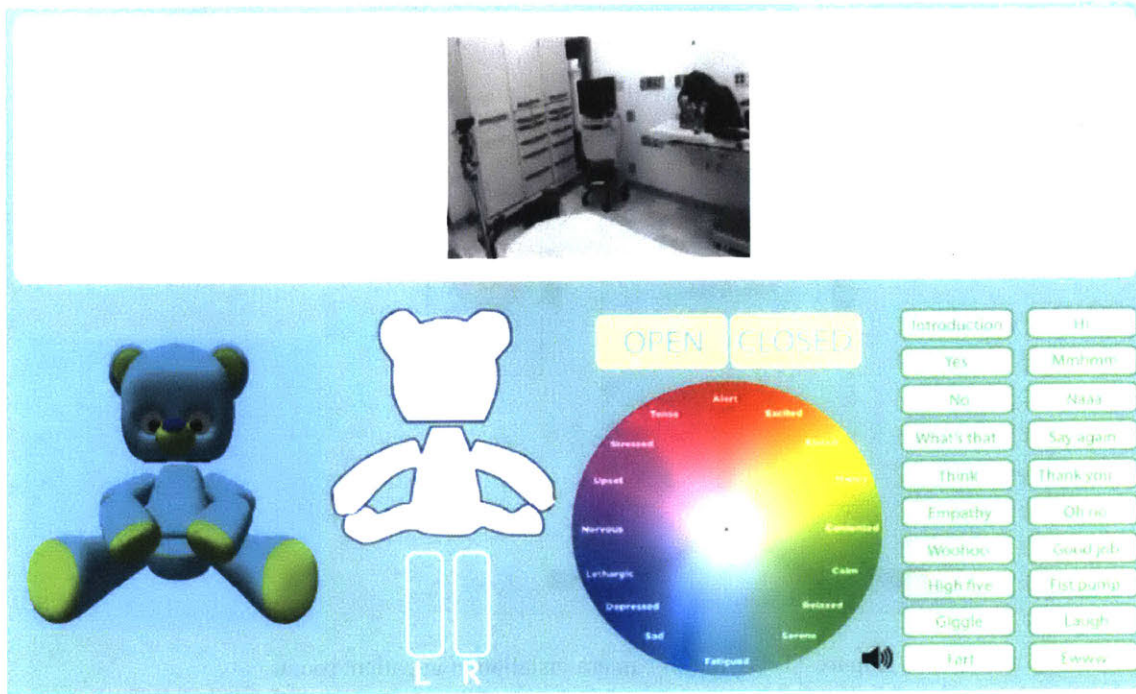 OPEN CLOSED
Introduction Hi
Yes Mmhmm
No Naaa
What's that Say again
Think Thank you
Empathy Oh no
Woohoo Good job
High five Fist pump
Giggle Laugh
Fart Ewww
Alert
Tense Excited
Stressed Elated
Upset Happy
Nervous Contented
Lethargic Calm
Depressed Relaxed
Sad Serene
Fatigued
L R